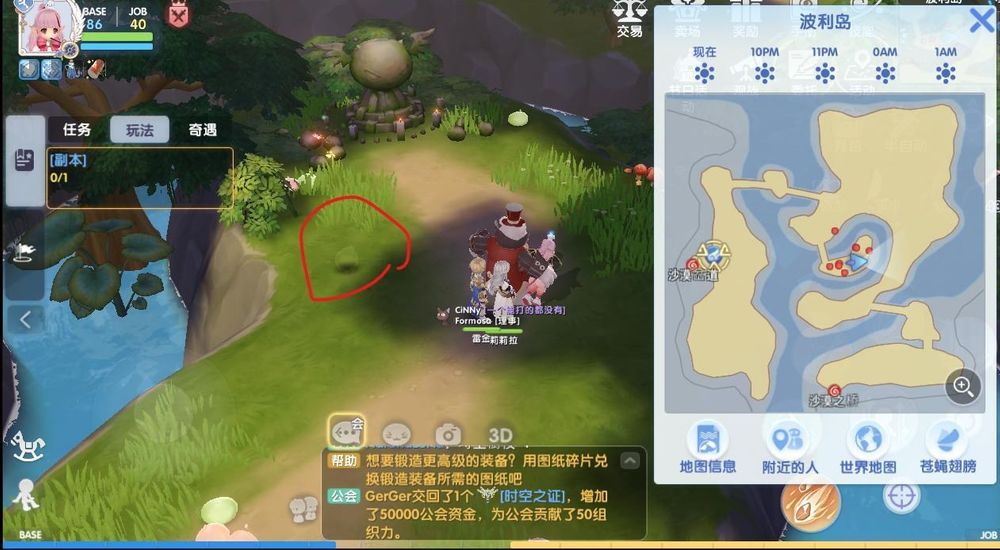 BASE
86
JOB
40
交易
波利岛
现在
10PM
11PM
0AM
1AM
任务
玩法
奇遇
[副本]
0/1
沙漠
沙漠之桥
CiNNy [一个能打的都没有]
Formosa [理事]
雷金莉莉拉
会
3D
帮助 想要锻造更高级的装备？用图纸碎片兑
换锻造装备所需的图纸吧
公会 GerGer交回了1个 [时空之证]，增加
了50000公会资金，为公会贡献了50组
织力。
地图信息
附近的人
世界地图
苍蝇翅膀
BASE
JOB